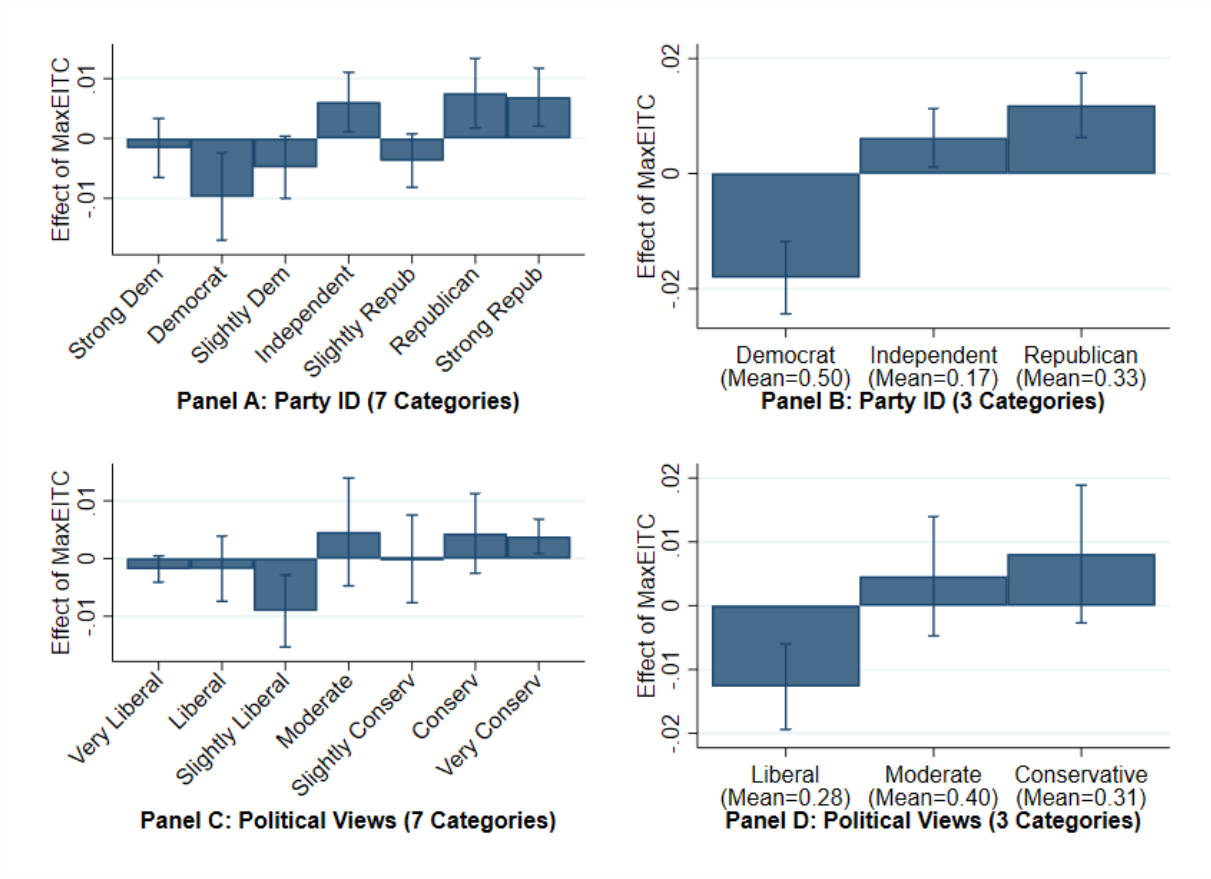 Effect of MaxEITC
.01
0
-.01
Strong Dem
Democrat
Slightly Dem
Independent
Slightly Repub
Republican
Strong Repub
Panel A: Party ID (7 Categories)
Effect of MaxEITC
.02
0
-.02
Democrat Independent Republican
(Mean=0.50) (Mean=0.17) (Mean=0.33)
Panel B: Party ID (3 Categories)
Effect of MaxEITC
.01
0
-.01
Very Liberal
Liberal
Slightly Liberal
Moderate
Slightly Conserv
Conserv
Very Conserv
Panel C: Political Views (7 Categories)
Effect of MaxEITC
.02
.01
0
-.01
-.02
Liberal Moderate Conservative
(Mean=0.28) (Mean=0.40) (Mean=0.31)
Panel D: Political Views (3 Categories)